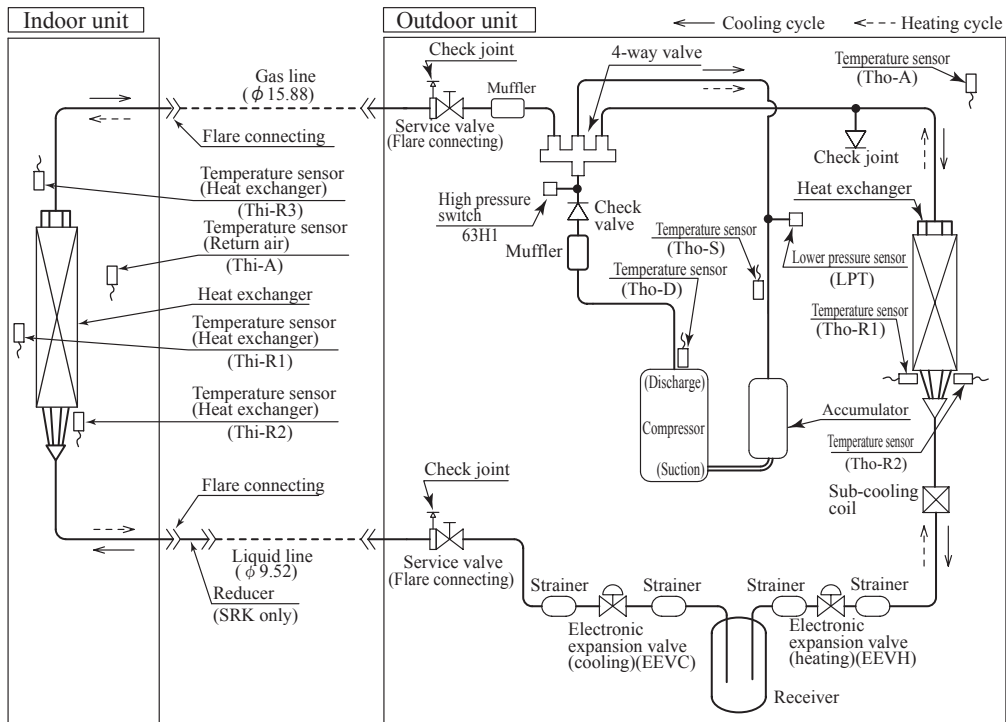 Indoor unit
Outdoor unit
Cooling cycle
Heating cycle
Check joint
4-way valve
Temperature sensor
(Tho-A)
Gas line
(ϕ 15.88)
Muffler
Flare connecting
Service valve
(Flare connecting)
Check joint
Temperature sensor
(Heat exchanger)
(Thi-R3)
High pressure
switch
63H1
Check
valve
Heat exchanger
Temperature sensor
(Return air)
(Thi-A)
Muffler
Temperature sensor
(Tho-S)
Lower pressure sensor
(LPT)
Temperature sensor
(Tho-D)
Heat exchanger
Temperature sensor
(Heat exchanger)
(Thi-R1)
Temperature sensor
(Tho-R1)
Temperature sensor
(Heat exchanger)
(Thi-R2)
(Discharge)
Compressor
(Suction)
Accumulator
Temperature sensor
(Tho-R2)
Flare connecting
Check joint
Sub-cooling
coil
Liquid line
(ϕ 9.52)
Reducer
(SRK only)
Service valve
(Flare connecting)
Strainer
Strainer
Strainer
Strainer
Electronic
expansion valve
(cooling)(EEVC)
Electronic
expansion valve
(heating)(EEVH)
Receiver